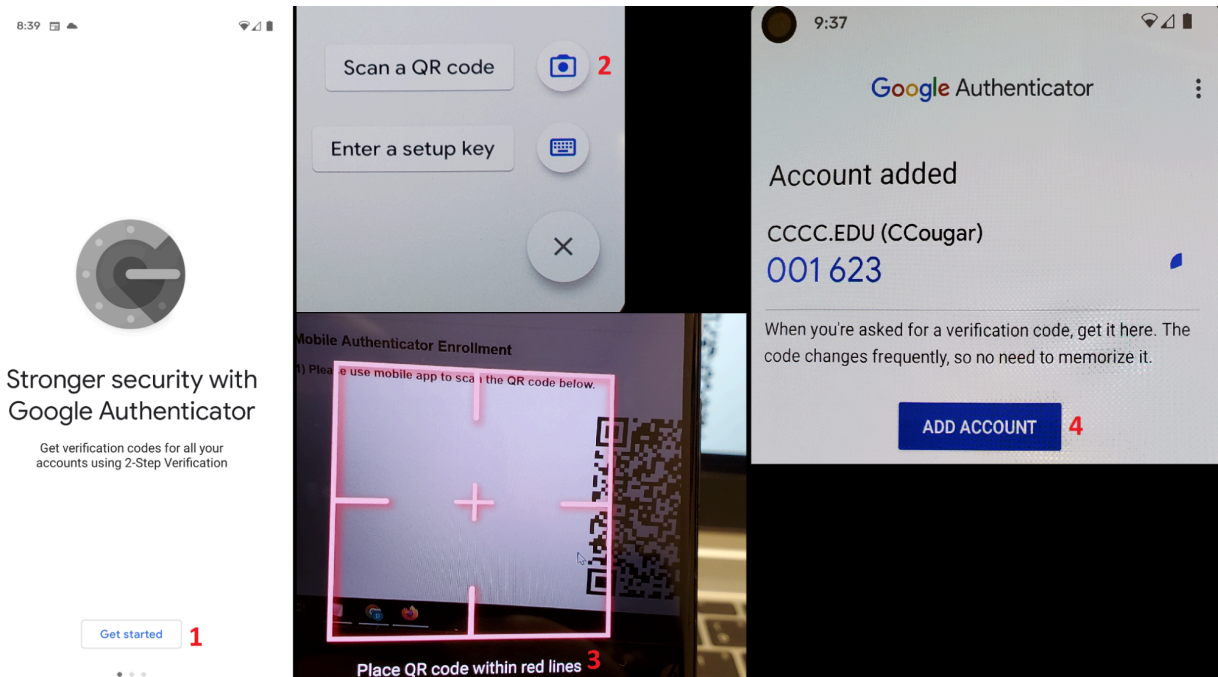 8:39
Stronger security with
Google Authenticator
Get verification codes for all your
accounts using 2-Step Verification
Get started 1
Scan a QR code 2
Enter a setup key
Mobile Authenticator Enrollment
1) Please use mobile app to scan the QR code below.
Place QR code within red lines 3
9:37
Google Authenticator
Account added
CCCC.EDU (CCougar)
001 623
When you're asked for a verification code, get it here. The
code changes frequently, so no need to memorize it.
ADD ACCOUNT 4